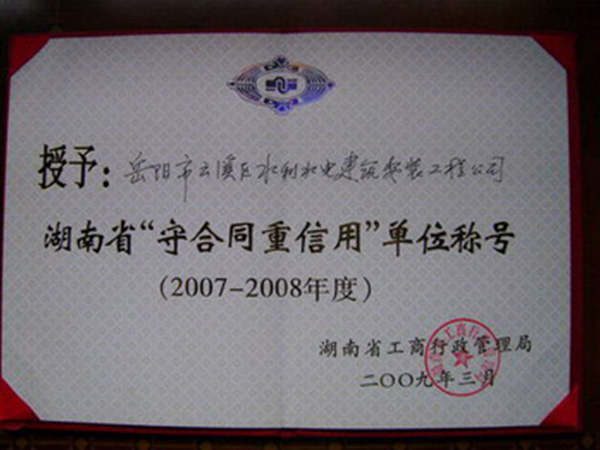 授予：岳阳市云溪区水利水电建筑安装工程公司
湖南省“守合同重信用”单位称号
（2007-2008年度）
湖南省工商行政管理局
二〇〇九年三月